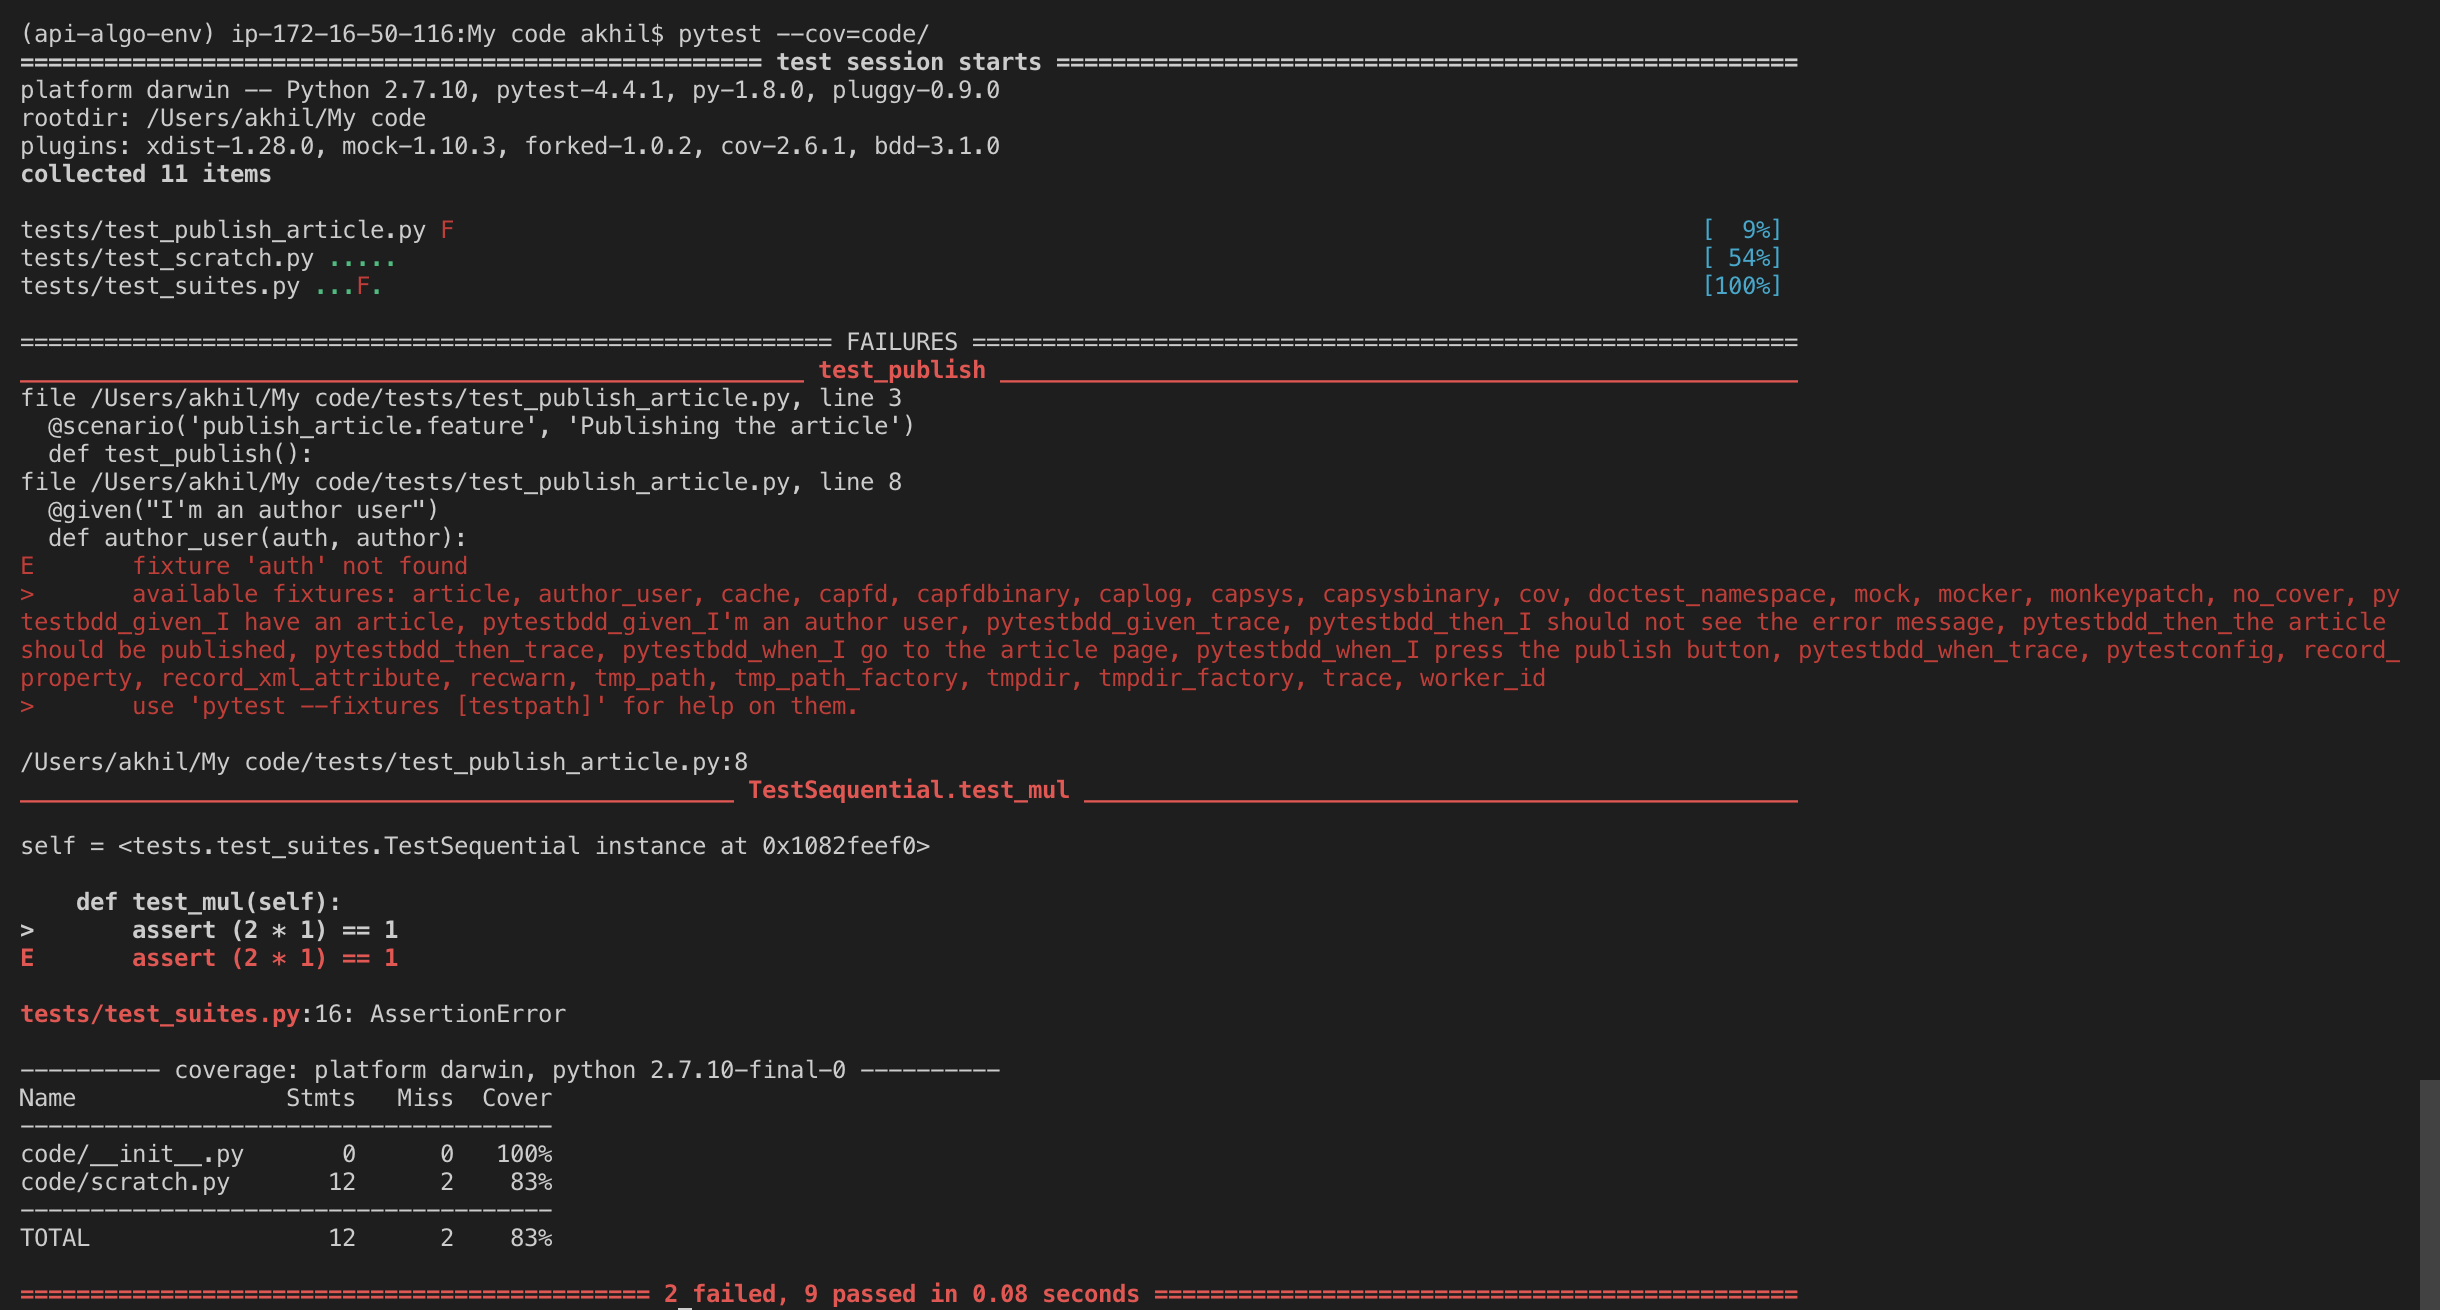 (api-algo-env) ip-172-16-50-116:My code akhil$ pytest --cov=code/
===================================================== test session starts =====================================================
platform darwin -- Python 2.7.10, pytest-4.4.1, py-1.8.0, pluggy-0.9.0
rootdir: /Users/akhil/My code
plugins: xdist-1.28.0, mock-1.10.3, forked-1.0.2, cov-2.6.1, bdd-3.1.0
collected 11 items

tests/test_publish_article.py F                                                                                         [  9%]
tests/test_scratch.py .....                                                                                             [ 54%]
tests/test_suites.py ...F.                                                                                              [100%]

========================================================== FAILURES ===========================================================
________________________________________________________ test_publish _________________________________________________________
file /Users/akhil/My code/tests/test_publish_article.py, line 3
  @scenario('publish_article.feature', 'Publishing the article')
  def test_publish():
file /Users/akhil/My code/tests/test_publish_article.py, line 8
  @given("I'm an author user")
  def author_user(auth, author):
E       fixture 'auth' not found
>       available fixtures: article, author_user, cache, capfd, capfdbinary, caplog, capsys, capsysbinary, cov, doctest_namespace, mock, mocker, monkeypatch, no_cover, py
testbdd_given_I have an article, pytestbdd_given_I'm an author user, pytestbdd_given_trace, pytestbdd_then_I should not see the error message, pytestbdd_then_the article
should be published, pytestbdd_then_trace, pytestbdd_when_I go to the article page, pytestbdd_when_I press the publish button, pytestbdd_when_trace, pytestconfig, record_
property, record_xml_attribute, recwarn, tmp_path, tmp_path_factory, tmpdir, tmpdir_factory, trace, worker_id
>       use 'pytest --fixtures [testpath]' for help on them.

/Users/akhil/My code/tests/test_publish_article.py:8
___________________________________________________ TestSequential.test_mul ___________________________________________________

self = <tests.test_suites.TestSequential instance at 0x1082feef0>

    def test_mul(self):
>       assert (2 * 1) == 1
E       assert (2 * 1) == 1

tests/test_suites.py:16: AssertionError

---------- coverage: platform darwin, python 2.7.10-final-0 ----------
Name               Stmts   Miss  Cover
--------------------------------------
code/__init__.py       0      0   100%
code/scratch.py       12      2    83%
--------------------------------------
TOTAL                 12      2    83%

============================================= 2 failed, 9 passed in 0.08 seconds ==============================================